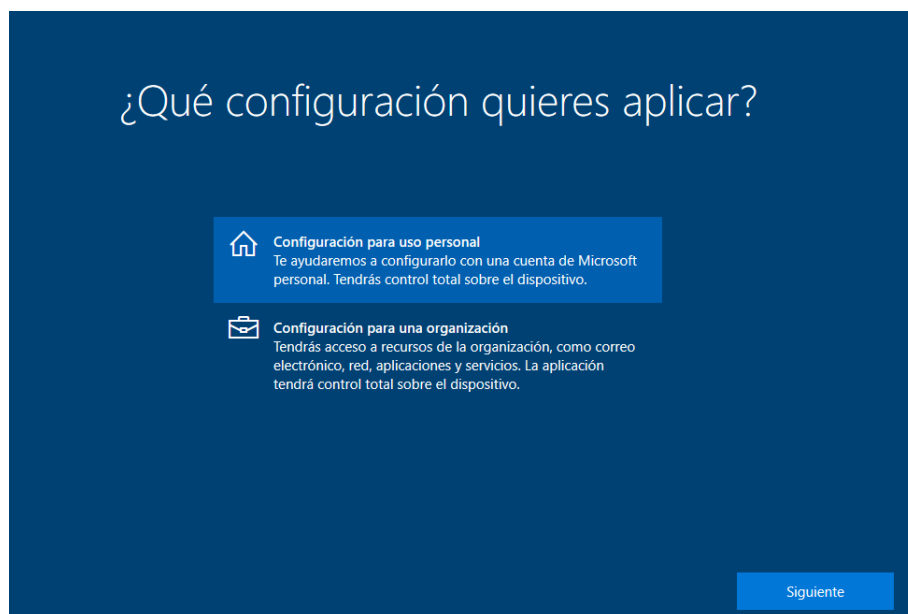 ¿Qué configuración quieres aplicar?
Configuración para uso personal
Te ayudaremos a configurarlo con una cuenta de Microsoft
personal. Tendrás control total sobre el dispositivo.
Configuración para una organización
Tendrás acceso a recursos de la organización, como correo
electrónico, red, aplicaciones y servicios. La aplicación
tendrá control total sobre el dispositivo.
Siguiente